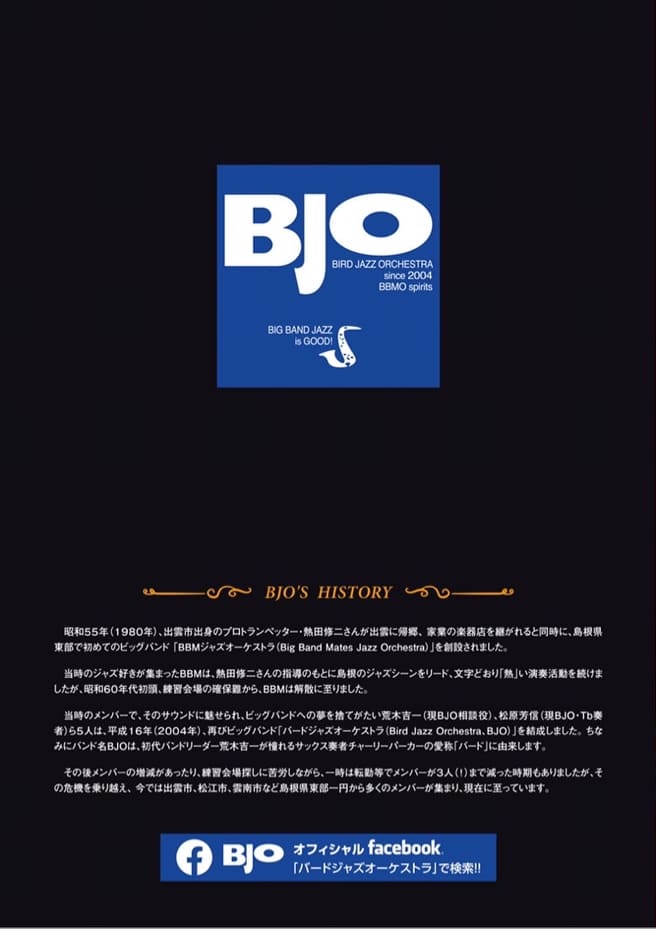 BJO
BIRD JAZZ ORCHESTRA
since 2004
BBMO spirits
BIG BAND JAZZ
is GOOD!
BJO'S HISTORY
昭和55年(1980年)、出雲市出身のプロトランペッター・熱田修二さんが出雲に帰郷、家業の楽器店を継がれると同時に、島根県
東部で初めてのビッグバンド「BBMジャズオーケストラ(Big Band Mates Jazz Orchestra)」を創設されました。
当時のジャズ好きが集まったBBMは、熱田修二さんの指導のもとに島根のジャズシーンをリード、文字どおり「熱」い演奏活動を続けま
したが、昭和60年代初頭、練習会場の確保難から、BBMは解散に至りました。
当時のメンバーで、そのサウンドに魅せられ、ビッグバンドへの夢を捨てがたい荒木吉一(現BJO相談役)、松原芳信(現BJO・Tb奏
者)ら5人は、平成16年(2004年)、再びビッグバンド「バードジャズオーケストラ(Bird Jazz Orchestra、BJO)」を結成しました。ちな
みにバンド名BJOは、初代バンドリーダー荒木吉一が憧れるサックス奏者チャーリーパーカーの愛称「バード」に由来します。
その後メンバーの増減があったり、練習会場探しに苦労しながら、一時は転勤等でメンバーが3人(!)まで減った時期もありましたが、そ
の危機を乗り越え、今では出雲市、松江市、雲南市など島根県東部一円から多くのメンバーが集まり、現在に至っています。
BJO オフィシャル facebook.
「バードジャズオーケストラ」で検索!!